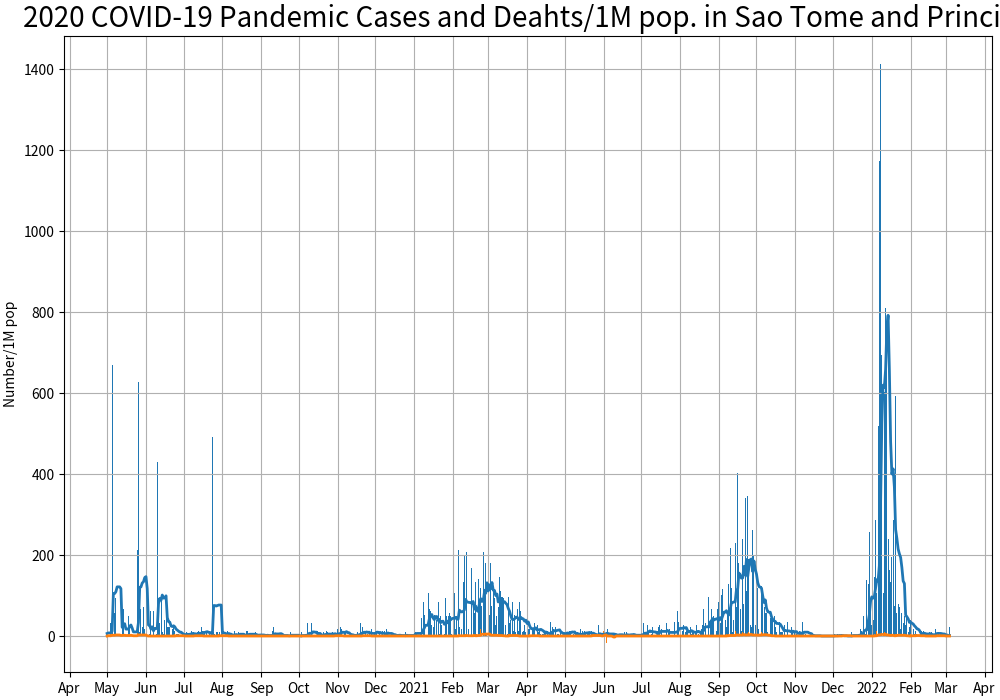 2020 COVID-19 Pandemic Cases and Deahts/1M pop. in Sao Tome and Princi
1400
1200
1000
800
600
400
200
0
Number/1M pop
Apr May Jun Jul Aug Sep Oct Nov Dec 2021 Feb Mar Apr May Jun Jul Aug Sep Oct Nov Dec 2022 Feb Mar Apr